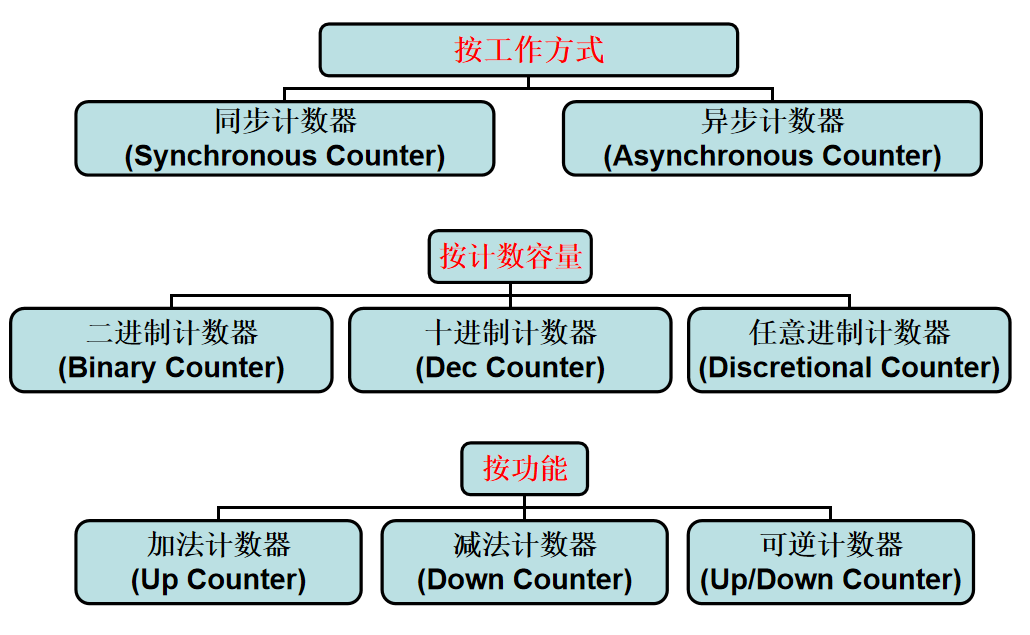 按工作方式
同步计数器
(Synchronous Counter)
异步计数器
(Asynchronous Counter)
按计数容量
二进制计数器
(Binary Counter)
十进制计数器
(Dec Counter)
任意进制计数器
(Discretional Counter)
按功能
加法计数器
(Up Counter)
减法计数器
(Down Counter)
可逆计数器
(Up/Down Counter)